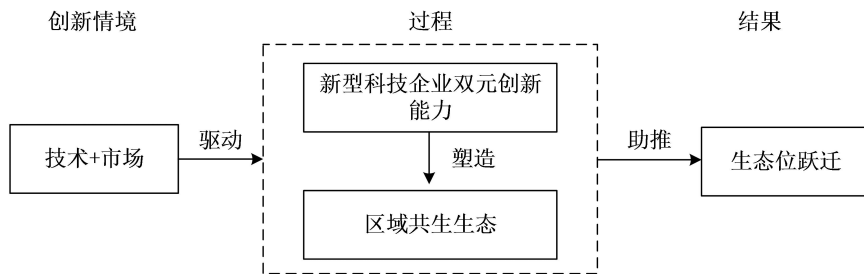 创新情境
过程
结果
新型科技企业双元创新
能力
技术+市场
驱动
塑造
助推
生态位跃迁
区域共生生态